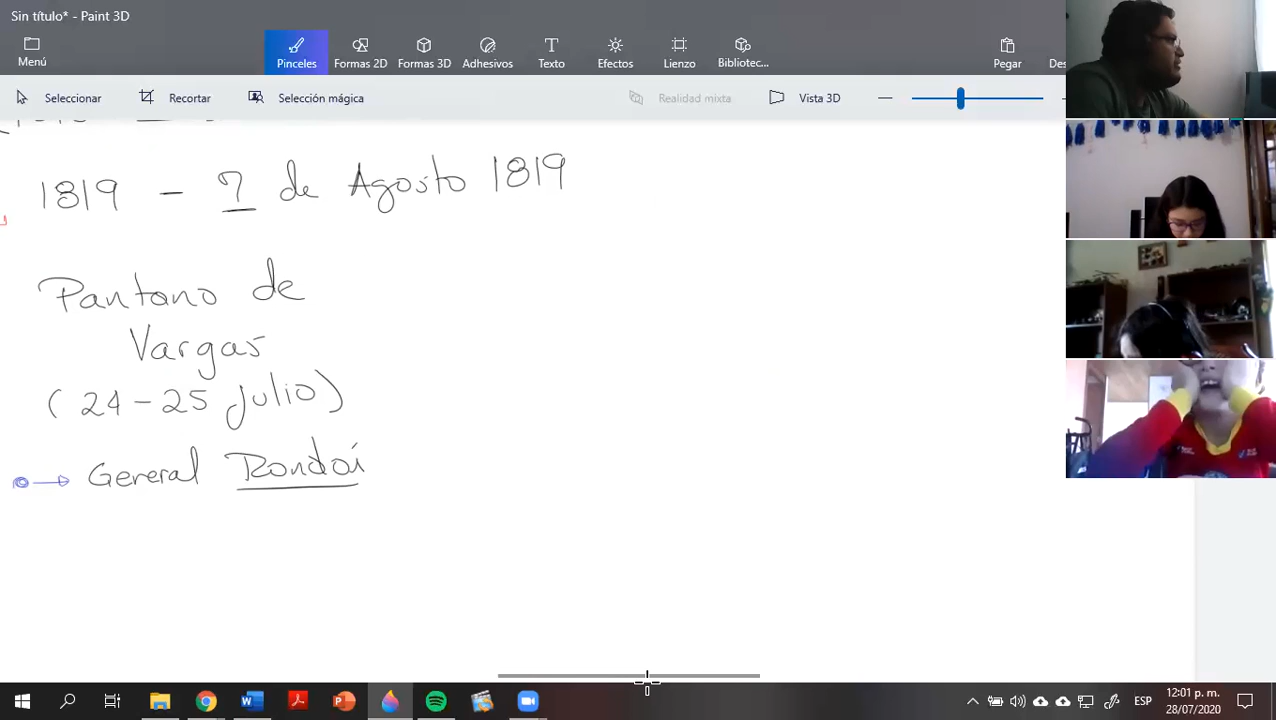 Sin título* - Paint 3D
Menú
Pinceles
Formas 2D
Formas 3D
Adhesivos
Texto
Efectos
Lienzo
Bibliotec...
Pegar
Des
Seleccionar
Recortar
Selección mágica
Realidad mixta
Vista 3D
1819 - 7 de Agosto 1819
Pantano de
Vargas
(24-25 julio)
General
ESP
12:01 p. m.
28/07/2020